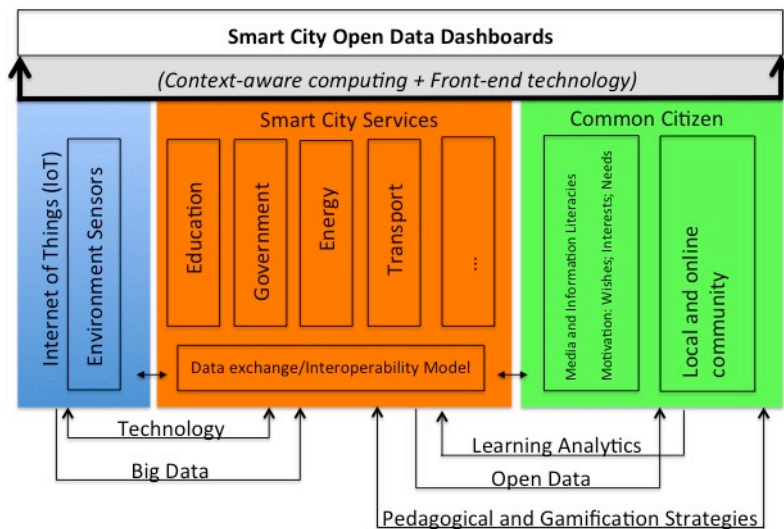 Smart City Open Data Dashboards
(Context-aware computing + Front-end technology)
Internet of Things (IoT)
Environment Sensors
Smart City Services
Education
Government
Energy
Transport
...
Data exchange/Interoperability Model
Common Citizen
Media and Information Literacies
Motivation: Wishes; Interests; Needs
Local and online
community
Technology
Big Data
Learning Analytics
Open Data
Pedagogical and Gamification Strategies